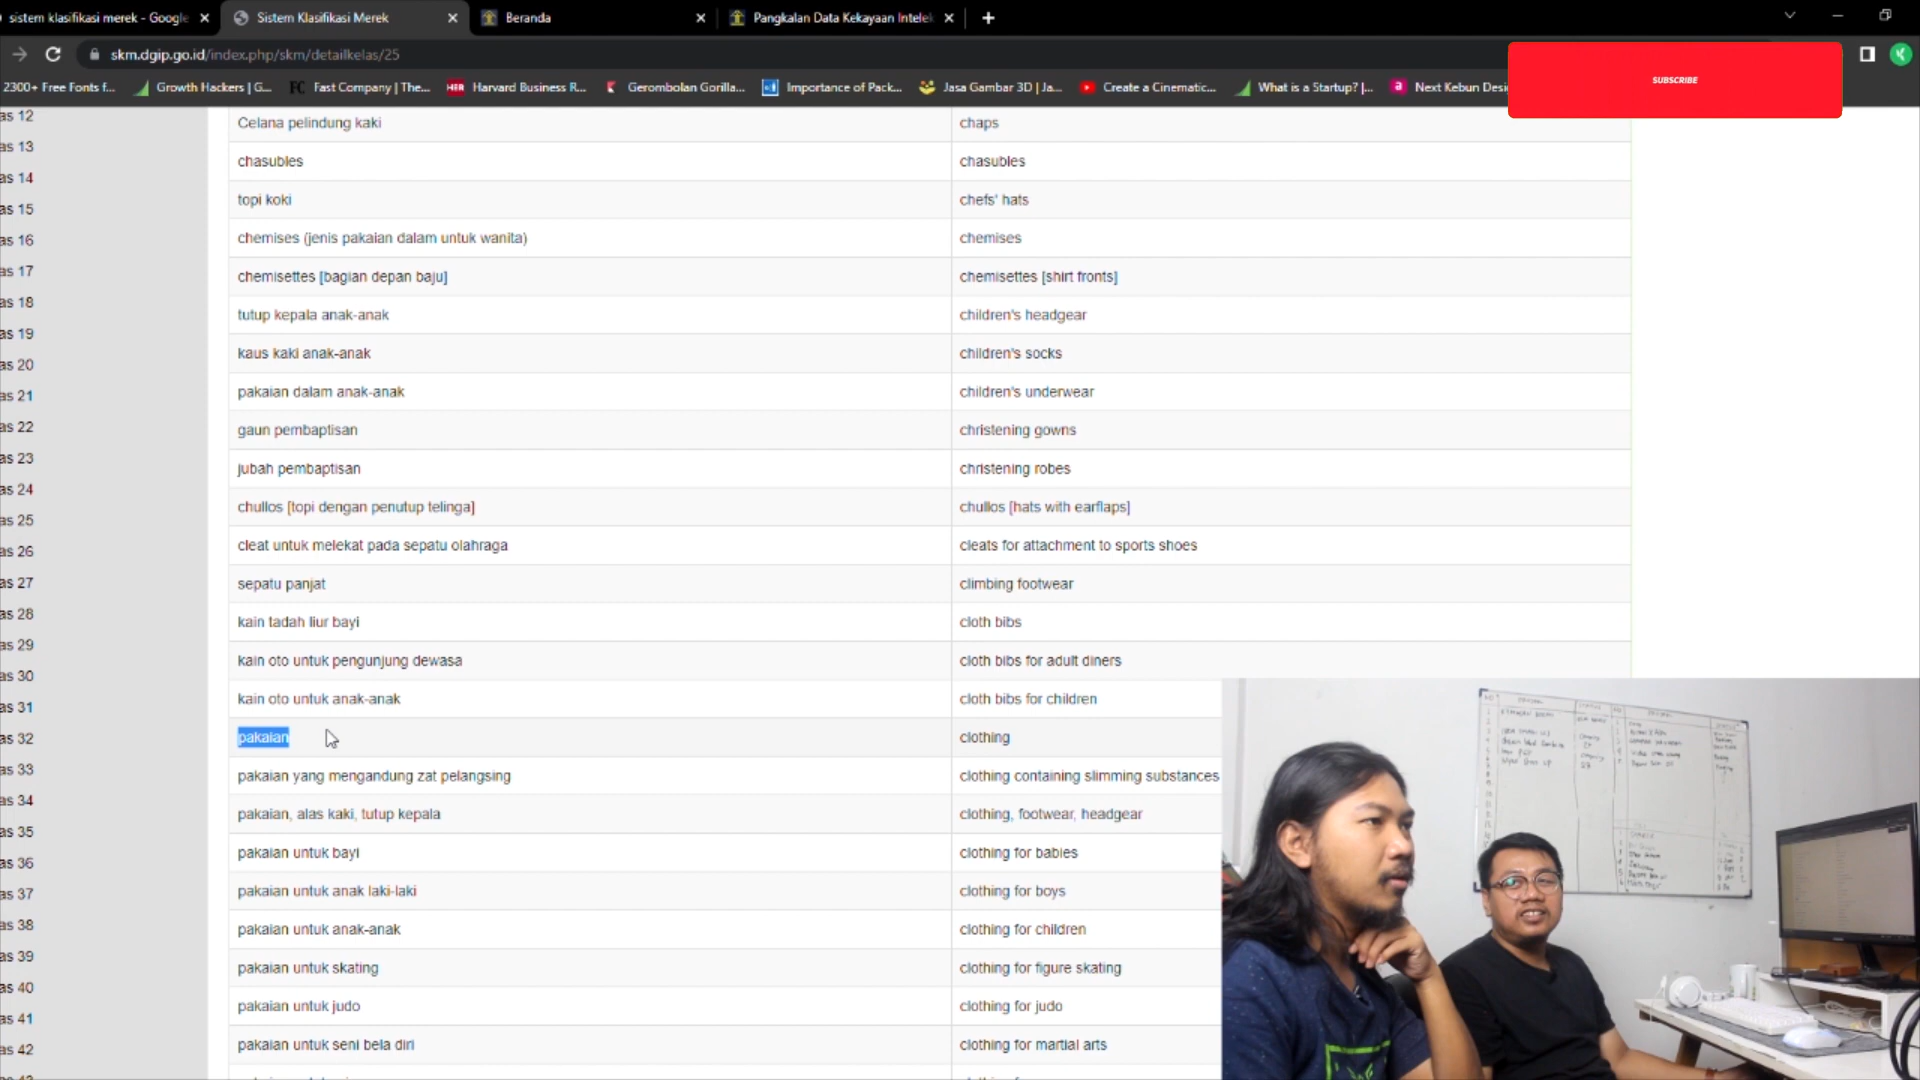 sistem klasifikasi merek - Google
Sistem Klasifikasi Merek
Beranda
Pangkalan Data Kekayaan Intelek
skm.dgip.go.id/index.php/skm/detailkelas/25
SUBSCRIBE
2300+ Free Fonts f...
Growth Hackers | G...
FC Fast Company | The...
HBR Harvard Business R...
Gerombolan Gorilla...
Importance of Pack...
Jasa Gambar 3D | Ja...
Create a Cinematic...
What is a Startup? |...
a Next Kebun Desi
as 12
as 13
as 14
as 15
as 16
as 17
as 18
as 19
as 20
as 21
as 22
as 23
as 24
as 25
as 26
as 27
as 28
as 29
as 30
as 31
as 32
as 33
as 34
as 35
as 36
as 37
as 38
as 39
as 40
as 41
as 42
Celana pelindung kaki chaps
chasubles chasubles
topi koki chefs' hats
chemises (jenis pakaian dalam untuk wanita) chemises
chemisettes [bagian depan baju] chemisettes [shirt fronts]
tutup kepala anak-anak children's headgear
kaus kaki anak-anak children's socks
pakaian dalam anak-anak children's underwear
gaun pembaptisan christening gowns
jubah pembaptisan christening robes
chullos [topi dengan penutup telinga] chullos [hats with earflaps]
cleat untuk melekat pada sepatu olahraga cleats for attachment to sports shoes
sepatu panjat climbing footwear
kain tadah liur bayi cloth bibs
kain oto untuk pengunjung dewasa cloth bibs for adult diners
kain oto untuk anak-anak cloth bibs for children
pakaian clothing
pakaian yang mengandung zat pelangsing clothing containing slimming substances
pakaian, alas kaki, tutup kepala clothing, footwear, headgear
pakaian untuk bayi clothing for babies
pakaian untuk anak laki-laki clothing for boys
pakaian untuk anak-anak clothing for children
pakaian untuk skating clothing for figure skating
pakaian untuk judo clothing for judo
pakaian untuk seni bela diri clothing for martial arts